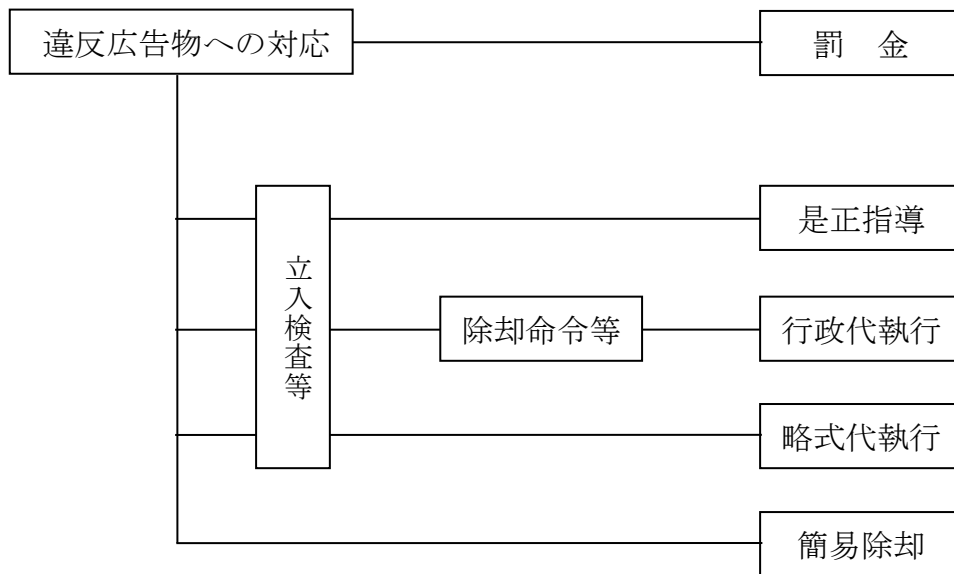 違反広告物への対応
罰　金
立入検査等
是正指導
除却命令等
行政代執行
略式代執行
簡易除却